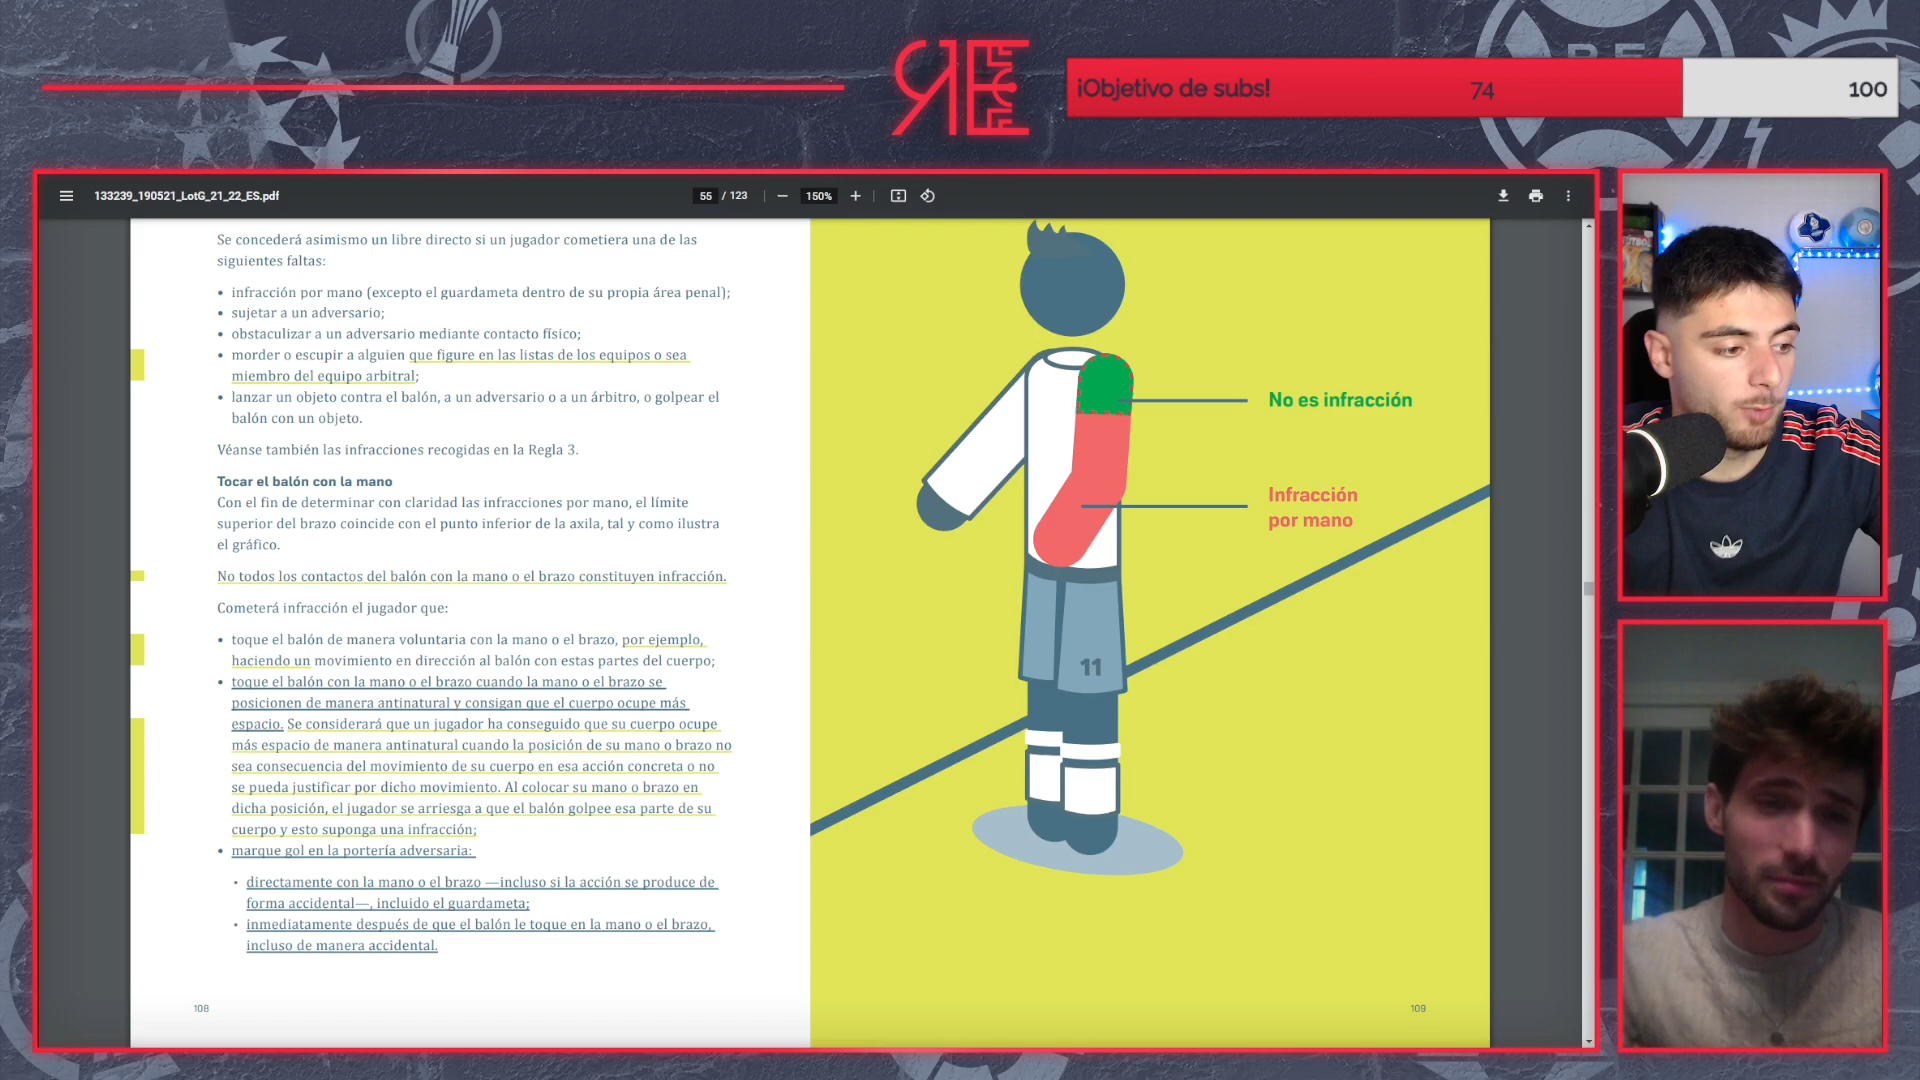 ¡Objetivo de subs!
74
100
133239_190521_LotG_21_22_ES.pdf
55 / 123
150%
Se concederá asimismo un libre directo si un jugador cometiera una de las
siguientes faltas:
• infracción por mano (excepto el guardameta dentro de su propia área penal);
• sujetar a un adversario;
• obstaculizar a un adversario mediante contacto físico;
• morder o escupir a alguien que figure en las listas de los equipos o sea
miembro del equipo arbitral;
• lanzar un objeto contra el balón, a un adversario o a un árbitro, o golpear el
balón con un objeto.
Véanse también las infracciones recogidas en la Regla 3.
Tocar el balón con la mano
Con el fin de determinar con claridad las infracciones por mano, el límite
superior del brazo coincide con el punto inferior de la axila, tal y como ilustra
el gráfico.
No todos los contactos del balón con la mano o el brazo constituyen infracción.
Cometerá infracción el jugador que:
• toque el balón de manera voluntaria con la mano o el brazo, por ejemplo,
haciendo un movimiento en dirección al balón con estas partes del cuerpo;
• toque el balón con la mano o el brazo cuando la mano o el brazo se
posicionen de manera antinatural y consigan que el cuerpo ocupe más
espacio. Se considerará que un jugador ha conseguido que su cuerpo ocupe
más espacio de manera antinatural cuando la posición de su mano o brazo no
sea consecuencia del movimiento de su cuerpo en esa acción concreta o no
se pueda justificar por dicho movimiento. Al colocar su mano o brazo en
dicha posición, el jugador se arriesga a que el balón golpee esa parte de su
cuerpo y esto suponga una infracción;
• marque gol en la portería adversaria:
· directamente con la mano o el brazo —incluso si la acción se produce de
forma accidental—, incluido el guardameta;
· inmediatamente después de que el balón le toque en la mano o el brazo,
incluso de manera accidental.
108
No es infracción
Infracción
por mano
11
109